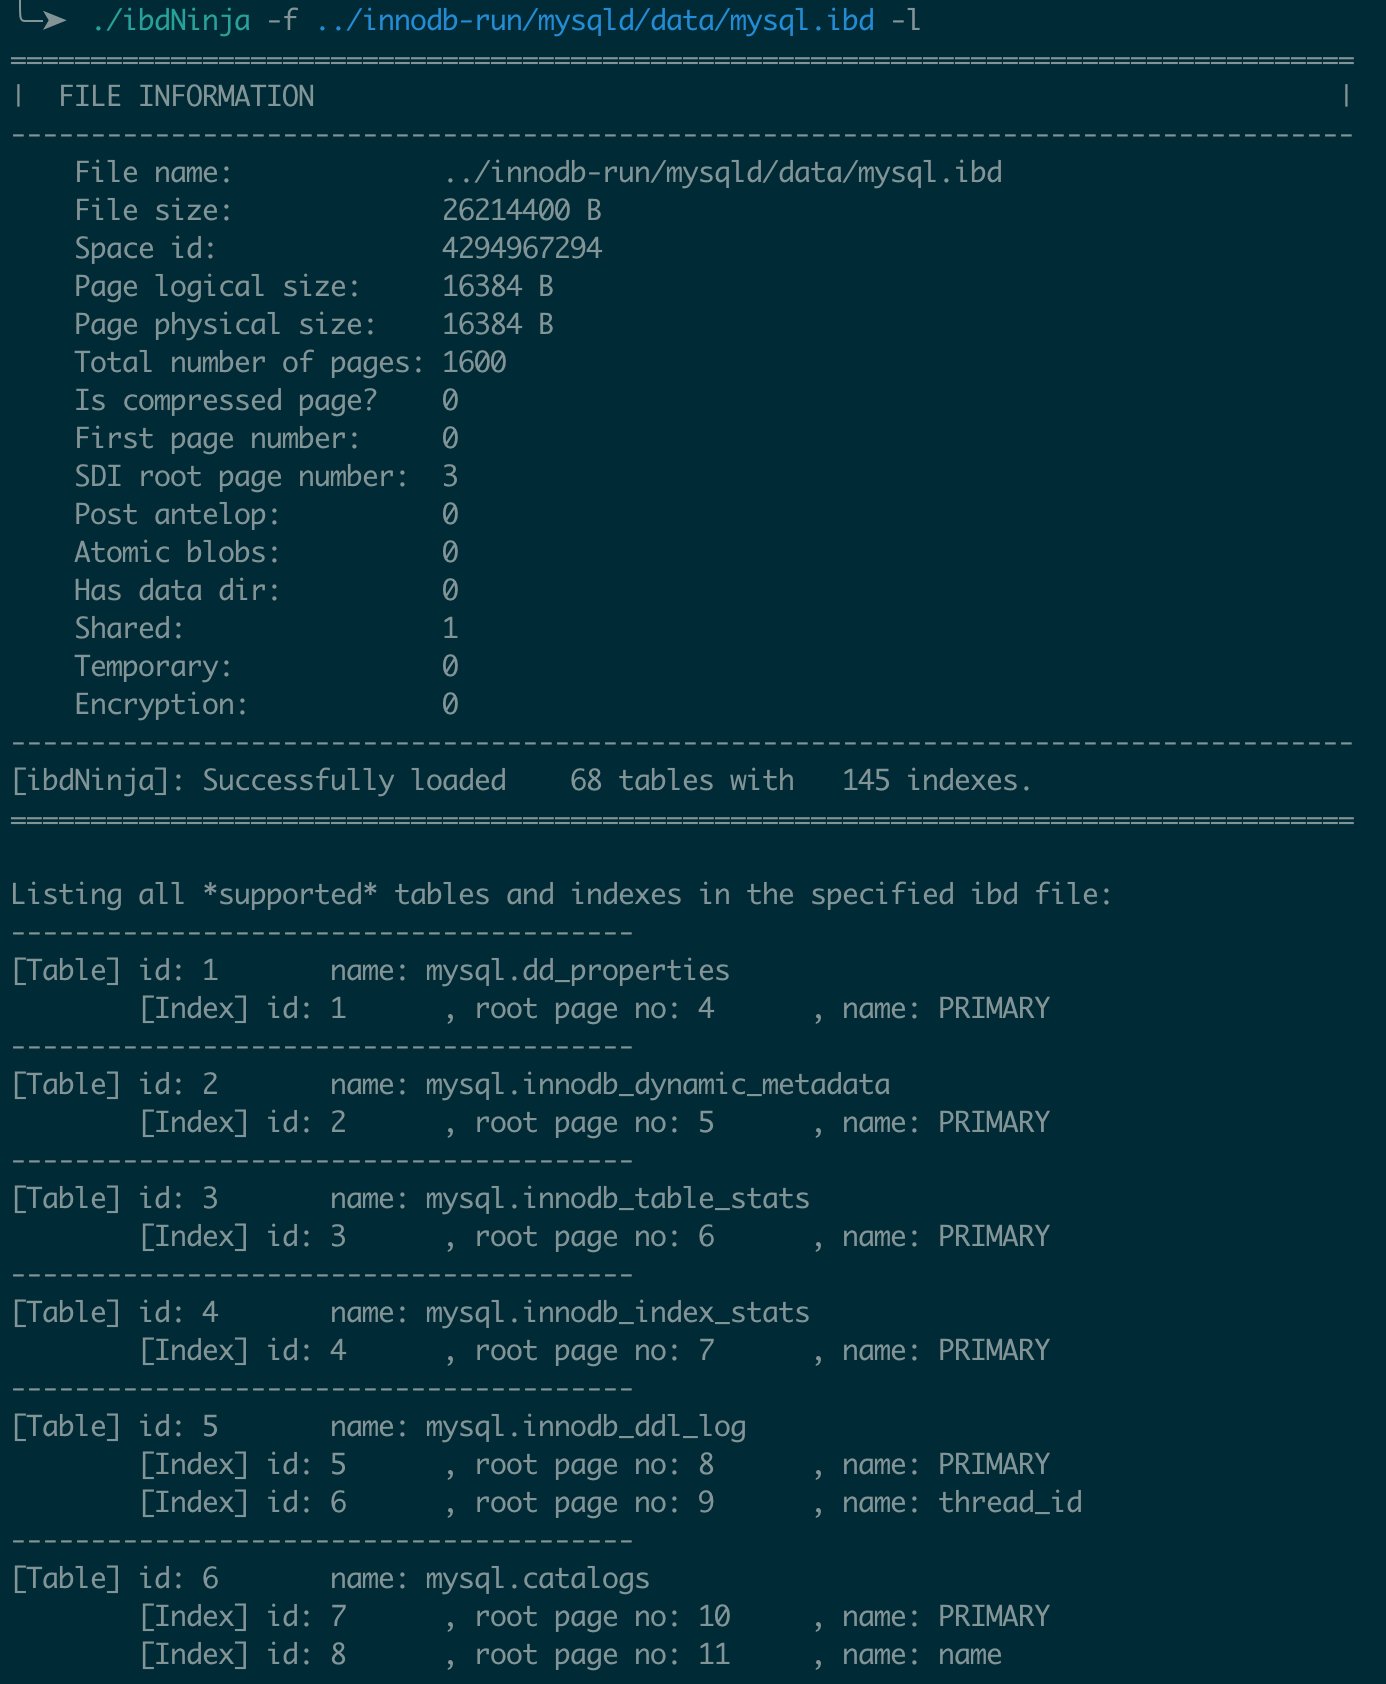 ╰─➤  ./ibdNinja -f ../innodb-run/mysqld/data/mysql.ibd -l
====================================================================================
|  FILE INFORMATION                                                                |
------------------------------------------------------------------------------------
    File name:             ../innodb-run/mysqld/data/mysql.ibd
    File size:             26214400 B
    Space id:              4294967294
    Page logical size:     16384 B
    Page physical size:    16384 B
    Total number of pages: 1600
    Is compressed page?    0
    First page number:     0
    SDI root page number:  3
    Post antelop:          0
    Atomic blobs:          0
    Has data dir:          0
    Shared:                1
    Temporary:             0
    Encryption:            0
------------------------------------------------------------------------------------
[ibdNinja]: Successfully loaded    68 tables with   145 indexes.
====================================================================================

Listing all *supported* tables and indexes in the specified ibd file:
---------------------------------------
[Table] id: 1       name: mysql.dd_properties
        [Index] id: 1      , root page no: 4      , name: PRIMARY
---------------------------------------
[Table] id: 2       name: mysql.innodb_dynamic_metadata
        [Index] id: 2      , root page no: 5      , name: PRIMARY
---------------------------------------
[Table] id: 3       name: mysql.innodb_table_stats
        [Index] id: 3      , root page no: 6      , name: PRIMARY
---------------------------------------
[Table] id: 4       name: mysql.innodb_index_stats
        [Index] id: 4      , root page no: 7      , name: PRIMARY
---------------------------------------
[Table] id: 5       name: mysql.innodb_ddl_log
        [Index] id: 5      , root page no: 8      , name: PRIMARY
        [Index] id: 6      , root page no: 9      , name: thread_id
---------------------------------------
[Table] id: 6       name: mysql.catalogs
        [Index] id: 7      , root page no: 10     , name: PRIMARY
        [Index] id: 8      , root page no: 11     , name: name